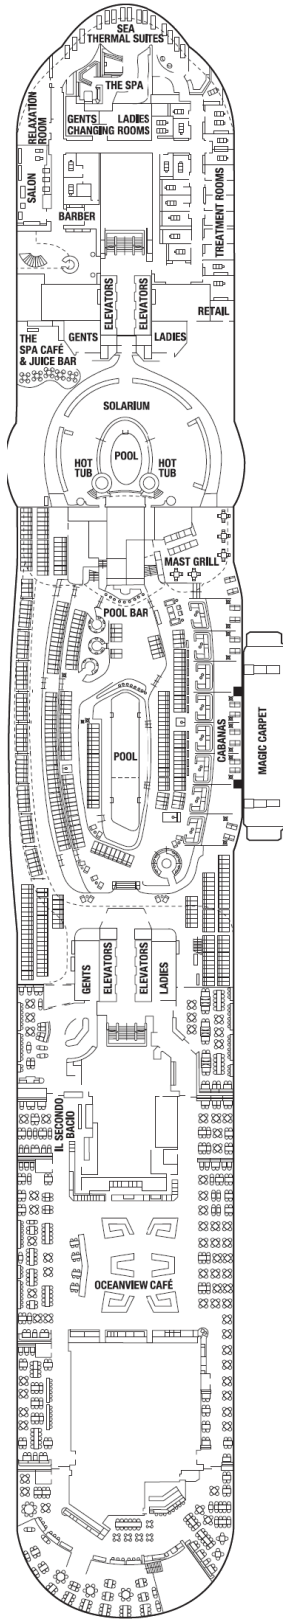 SEA
THERMAL SUITES
THE SPA
RELAXATION
ROOM
GENTS LADIES
CHANGING ROOMS
SALON
BARBER
TREATMENT ROOMS
ELEVATORS
ELEVATORS
RETAIL
THE
SPA CAFÉ
& JUICE BAR
GENTS
LADIES
SOLARIUM
POOL
HOT
TUB
HOT
TUB
MAST GRILL
POOL BAR
CABANAS
MAGIC CARPET
POOL
GENTS
ELEVATORS
ELEVATORS
LADIES
IL SECONDO
BACIO
OCEANVIEW CAFÉ